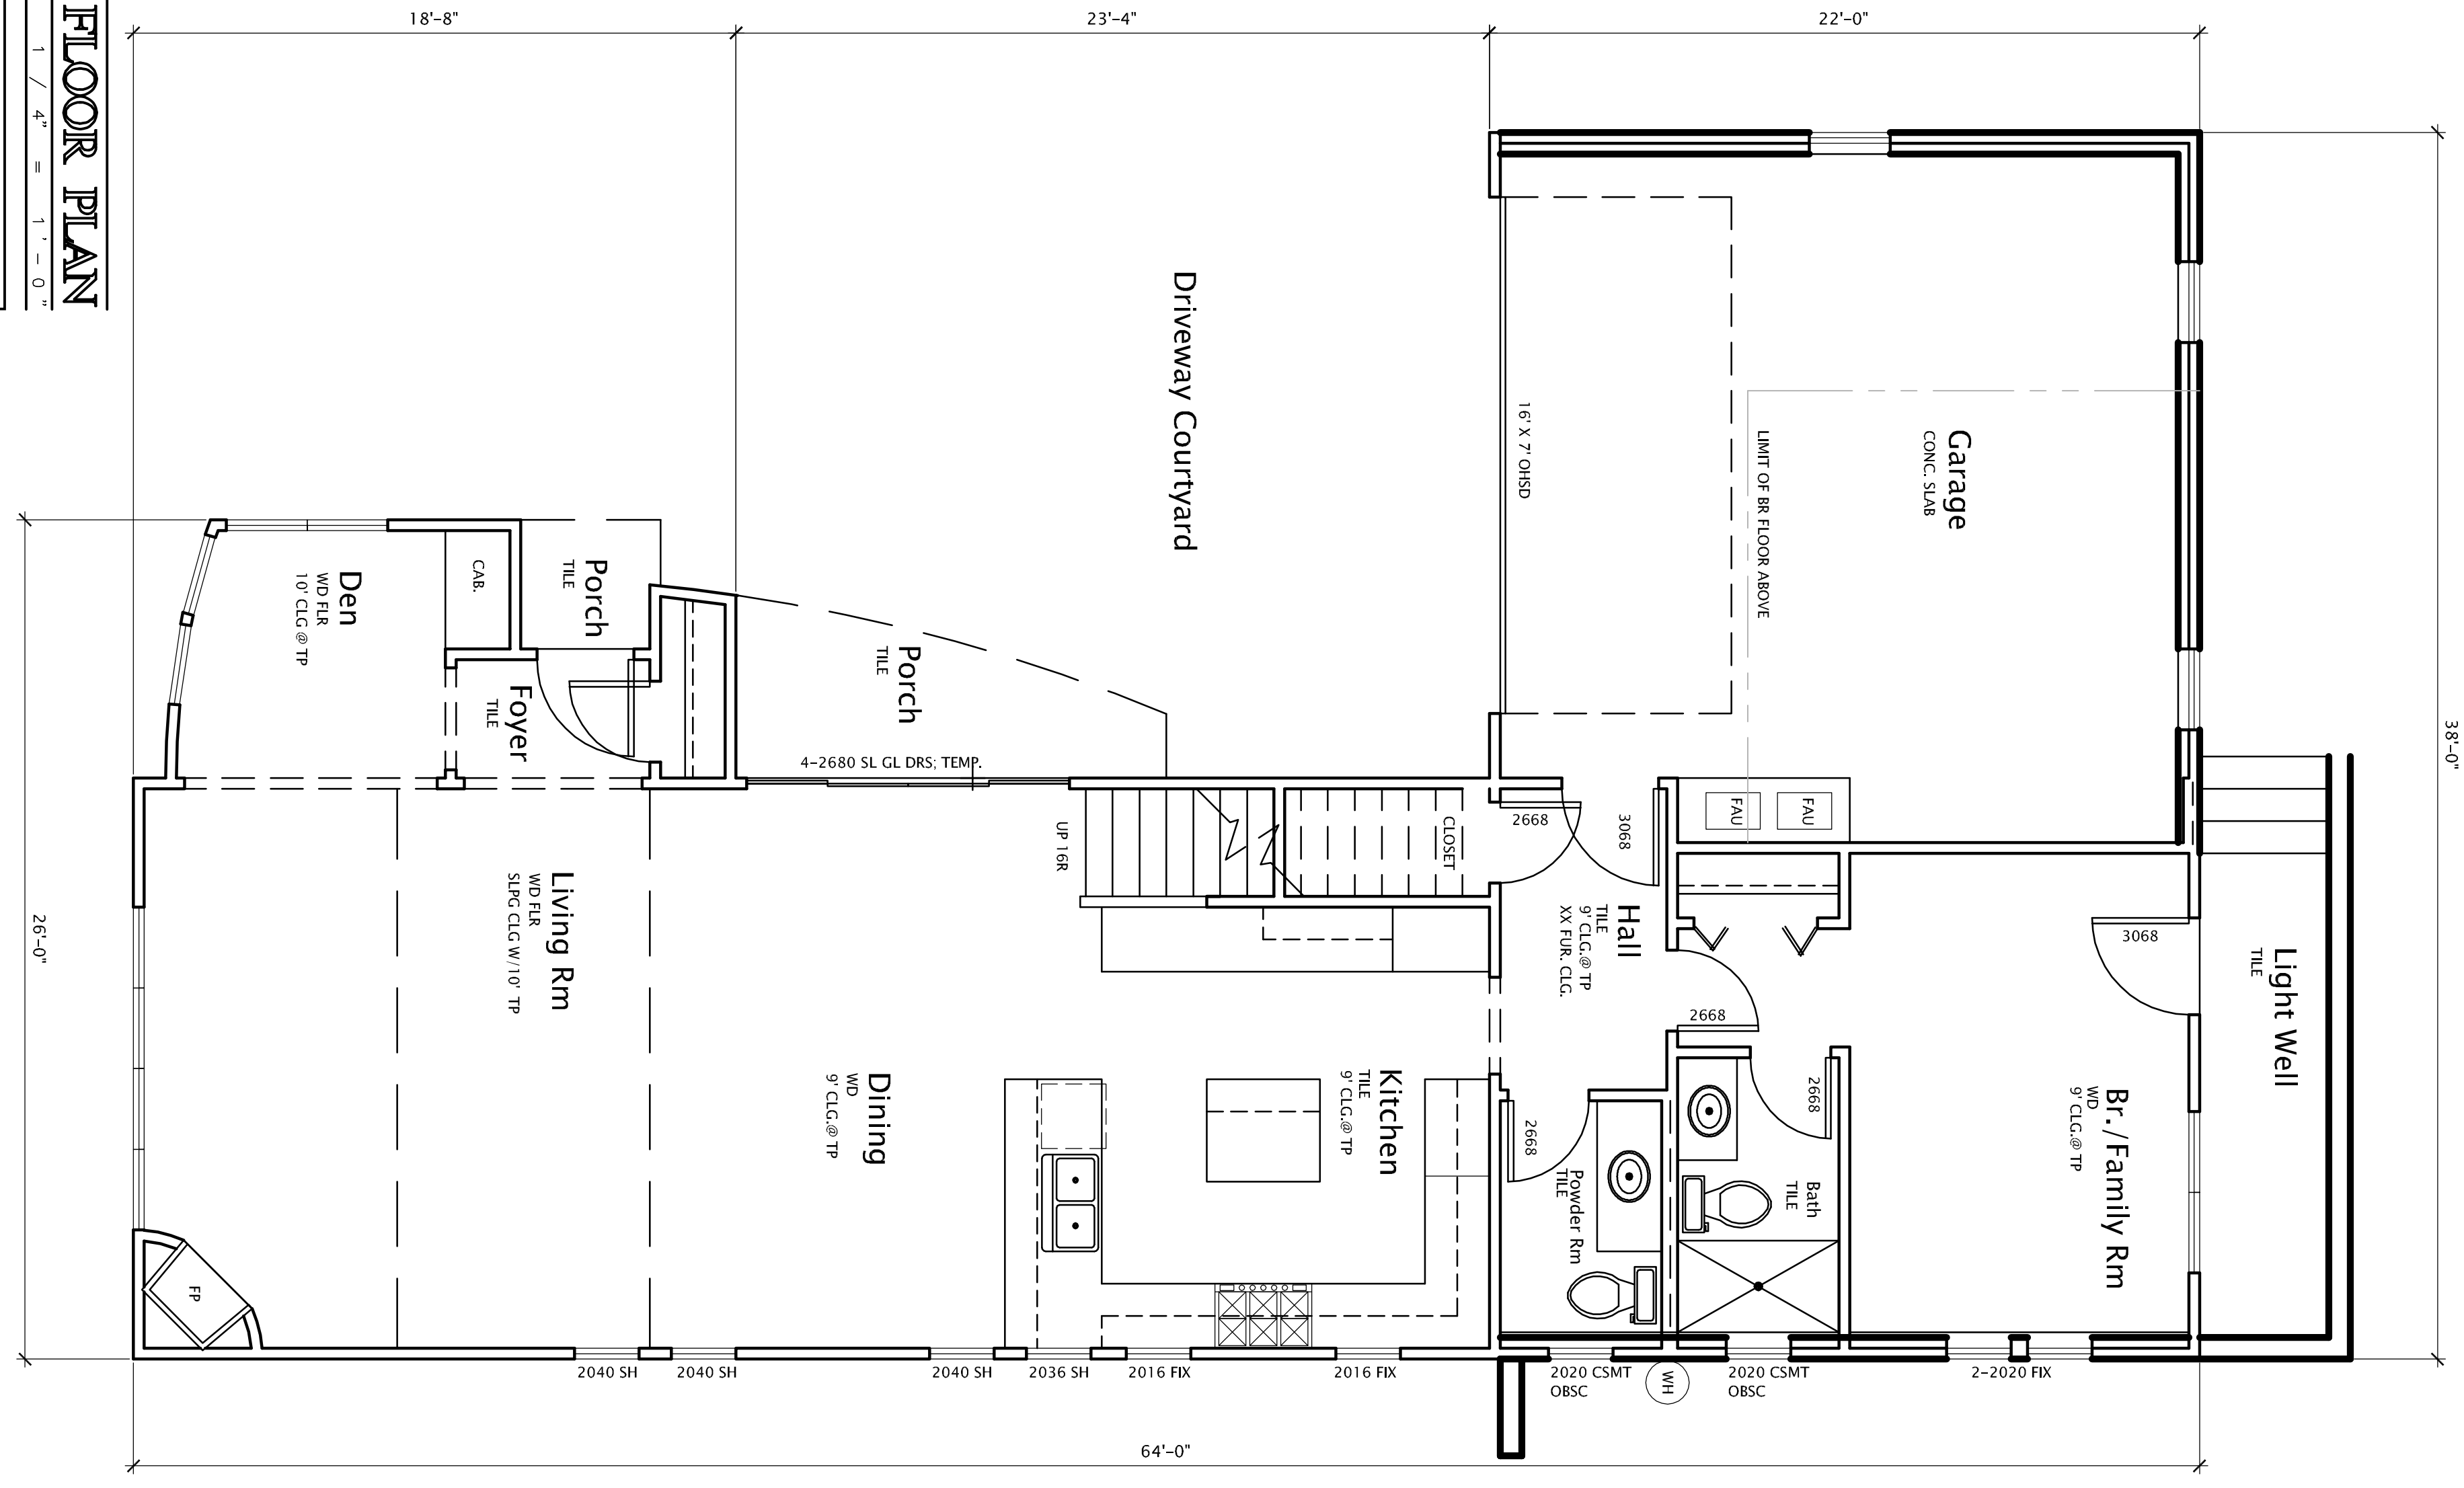 18'-8"
23'-4"
22'-0"
FLOOR PLAN
1/4" = 1'-0"
38'-0"
26'-0"
64'-0"
Driveway Courtyard
16' X 7' OHSD
LIMIT OF BR FLOOR ABOVE
Garage
CONC. SLAB
Den
WD FLR
10' CLG @ TP
CAB.
Porch
TILE
Foyer
TILE
Porch
TILE
4-2680 SL GL DRS; TEMP.
UP 16R
CLOSET
2668
3068
FAU
FAU
Living Rm
WD FLR
SLPG CLG W/10' TP
Hall
TILE
9' CLG.@ TP
XX FUR. CLG.
3068
Light Well
TILE
2668
2668
2668
Dining
WD
9' CLG.@ TP
Kitchen
TILE
9' CLG.@ TP
Powder Rm
TILE
Bath
TILE
Br./Family Rm
WD
9' CLG.@ TP
FP
2040 SH
2040 SH
2040 SH
2036 SH
2016 FIX
2016 FIX
2020 CSMT
OBSC
WH
2020 CSMT
OBSC
2-2020 FIX